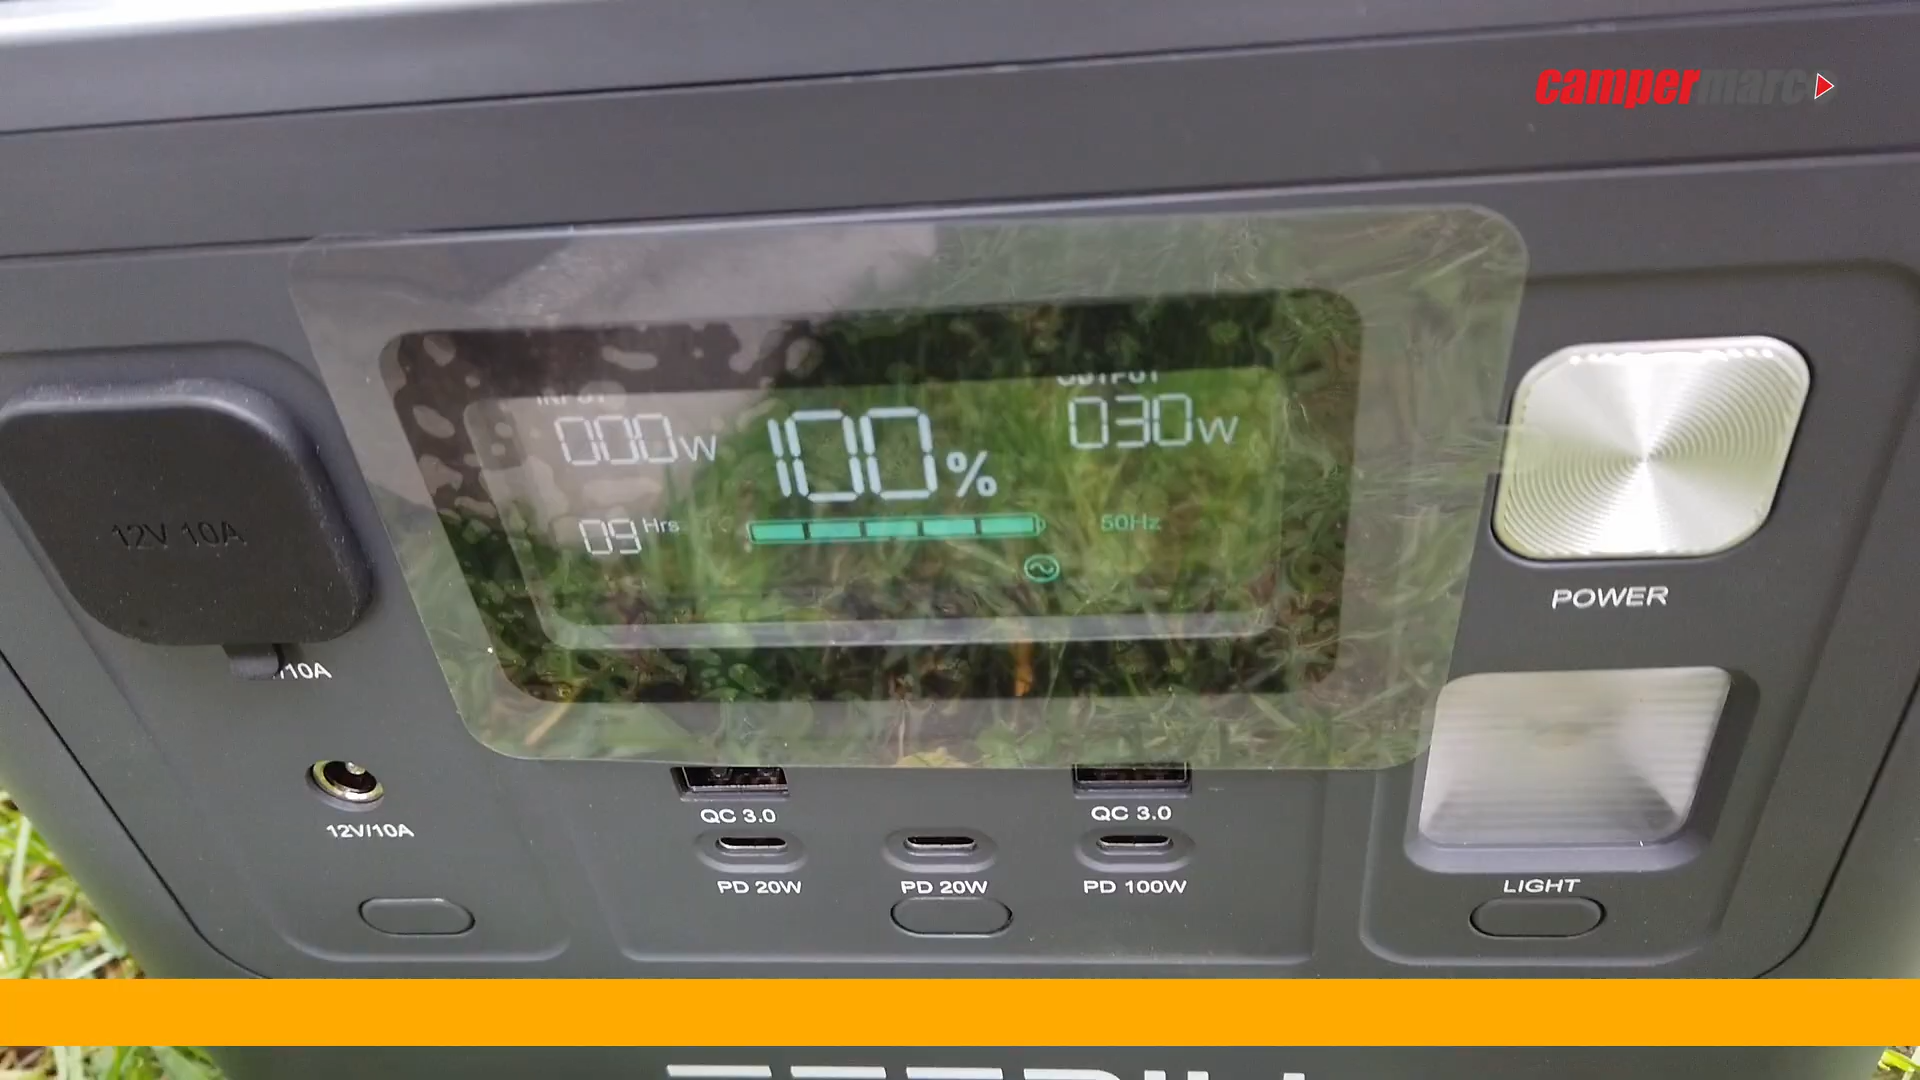 campermarco
INPUT
OUTPUT
000W
100%
030W
09 Hrs
50Hz
12V 10A
/10A
POWER
12V/10A
QC 3.0
QC 3.0
PD 20W
PD 20W
PD 100W
LIGHT